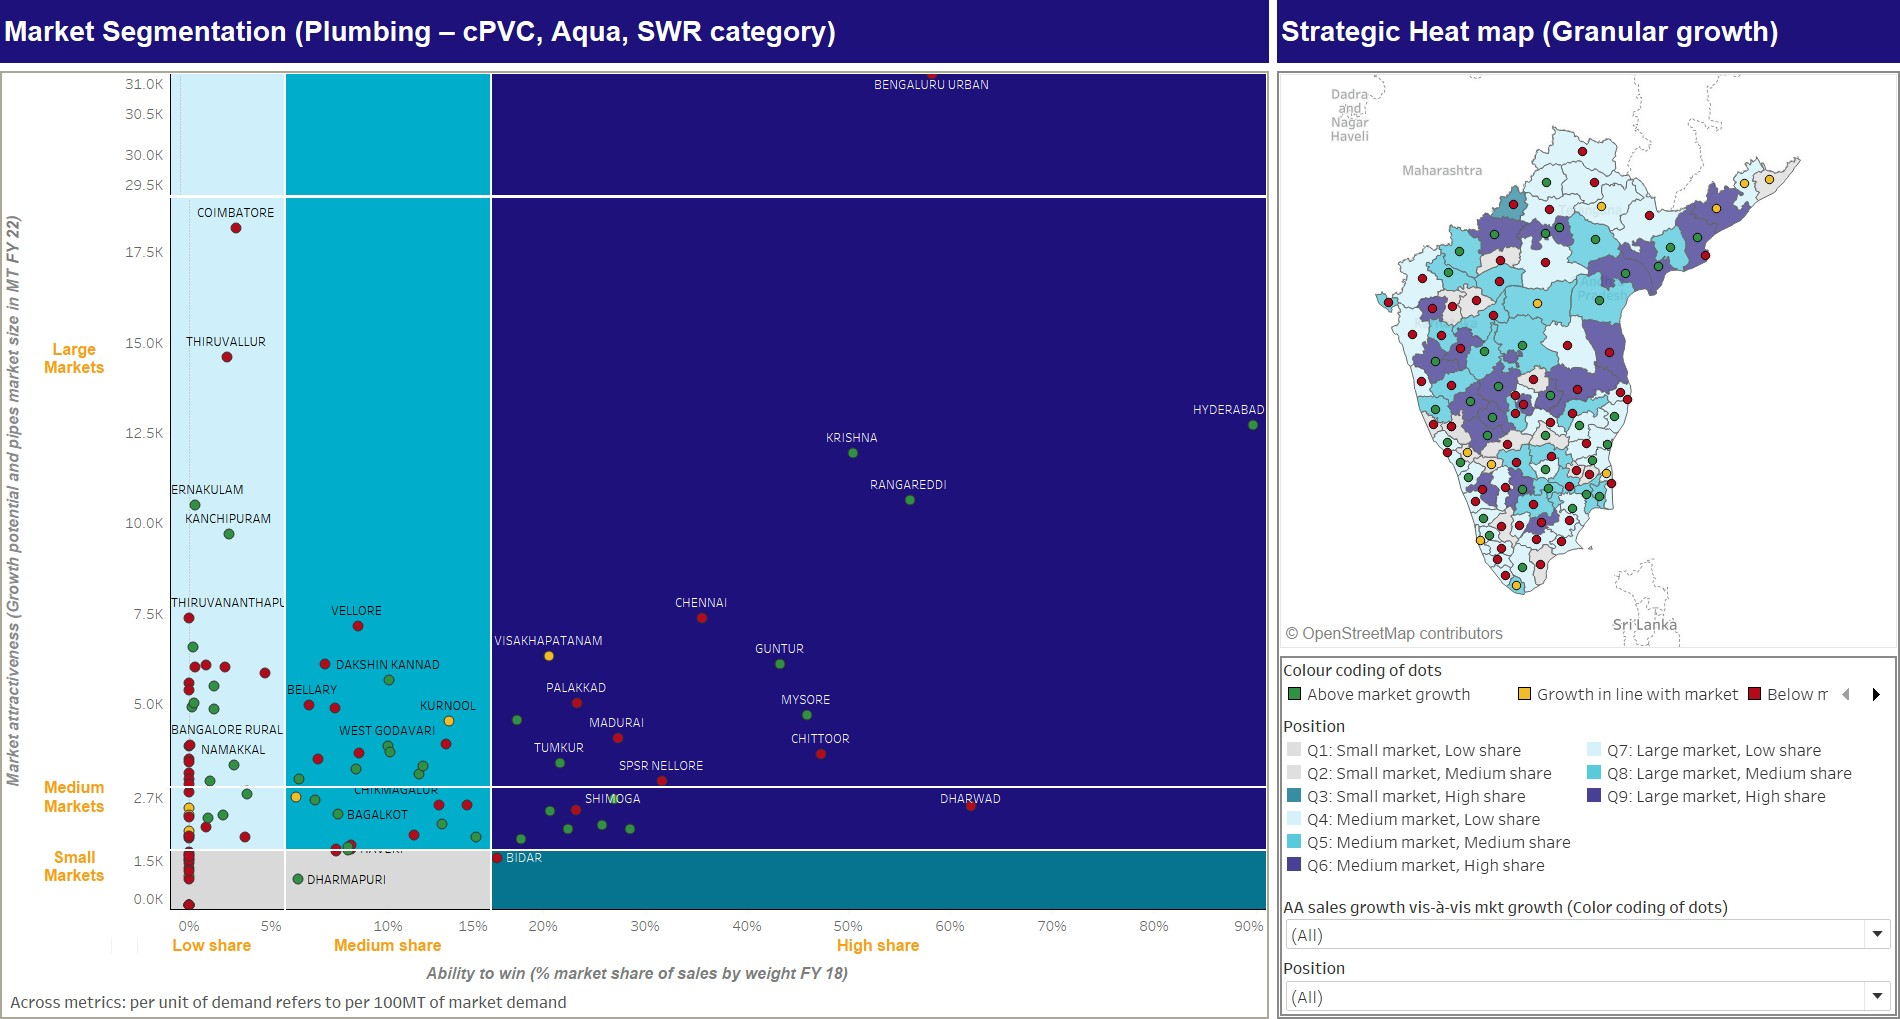 Market Segmentation (Plumbing – cPVC, Aqua, SWR category)
Strategic Heat map (Granular growth)
Market attractiveness (Growth potential and pipes market size in MT FY 22)
31.0K
30.5K
30.0K
29.5K
17.5K
15.0K
12.5K
10.0K
7.5K
5.0K
2.7K
1.5K
0.0K
Large
Markets
Medium
Markets
Small
Markets
BENGALURU URBAN
COIMBATORE
THIRUVALLUR
HYDERABAD
KRISHNA
RANGAREDDI
ERNAKULAM
KANCHIPURAM
THIRUVANANTHAPU
VELLORE
CHENNAI
VISAKHAPATANAM
GUNTUR
DAKSHIN KANNAD
BELLARY
KURNOOL
PALAKKAD
MYSORE
MADURAI
BANGALORE RURAL
WEST GODAVARI
CHITTOOR
NAMAKKAL
TUMKUR
SPSR NELLORE
CHIKMAGALUR
SHIMOGA
DHARWAD
BAGALKOT
HAVERI
BIDAR
DHARMAPURI
0%
5%
10%
15%
20%
30%
40%
50%
60%
70%
80%
90%
Low share
Medium share
High share
Ability to win (% market share of sales by weight FY 18)
Across metrics: per unit of demand refers to per 100MT of market demand
Dadra
and
Nagar
Haveli
Maharashtra
Sri Lanka
© OpenStreetMap contributors
Colour coding of dots
Above market growth
Growth in line with market
Below m
Position
Q1: Small market, Low share
Q2: Small market, Medium share
Q3: Small market, High share
Q4: Medium market, Low share
Q5: Medium market, Medium share
Q6: Medium market, High share
Q7: Large market, Low share
Q8: Large market, Medium share
Q9: Large market, High share
AA sales growth vis-à-vis mkt growth (Color coding of dots)
(All)
Position
(All)